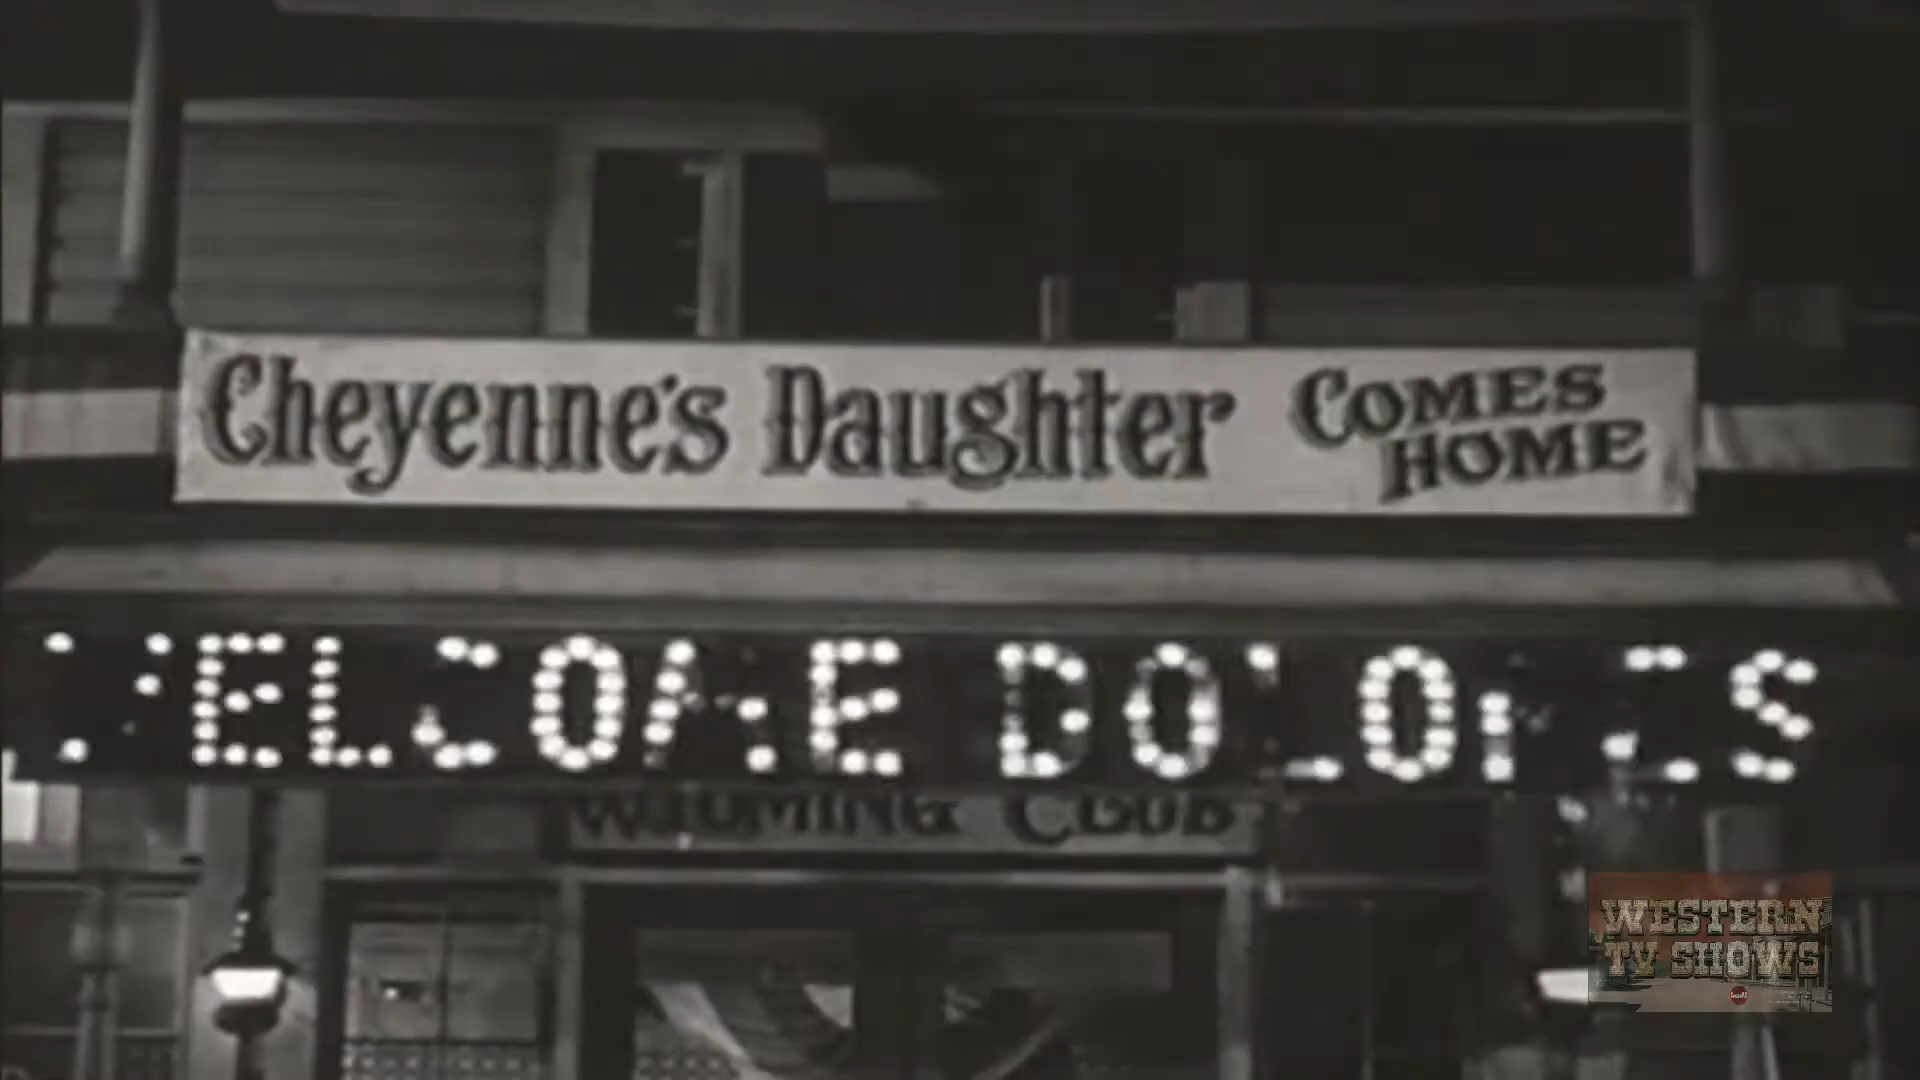 Cheyenne's Daughter COMES HOME
WELCOME DOLORES
WYOMING CLUB
WESTERN
TV SHOWS